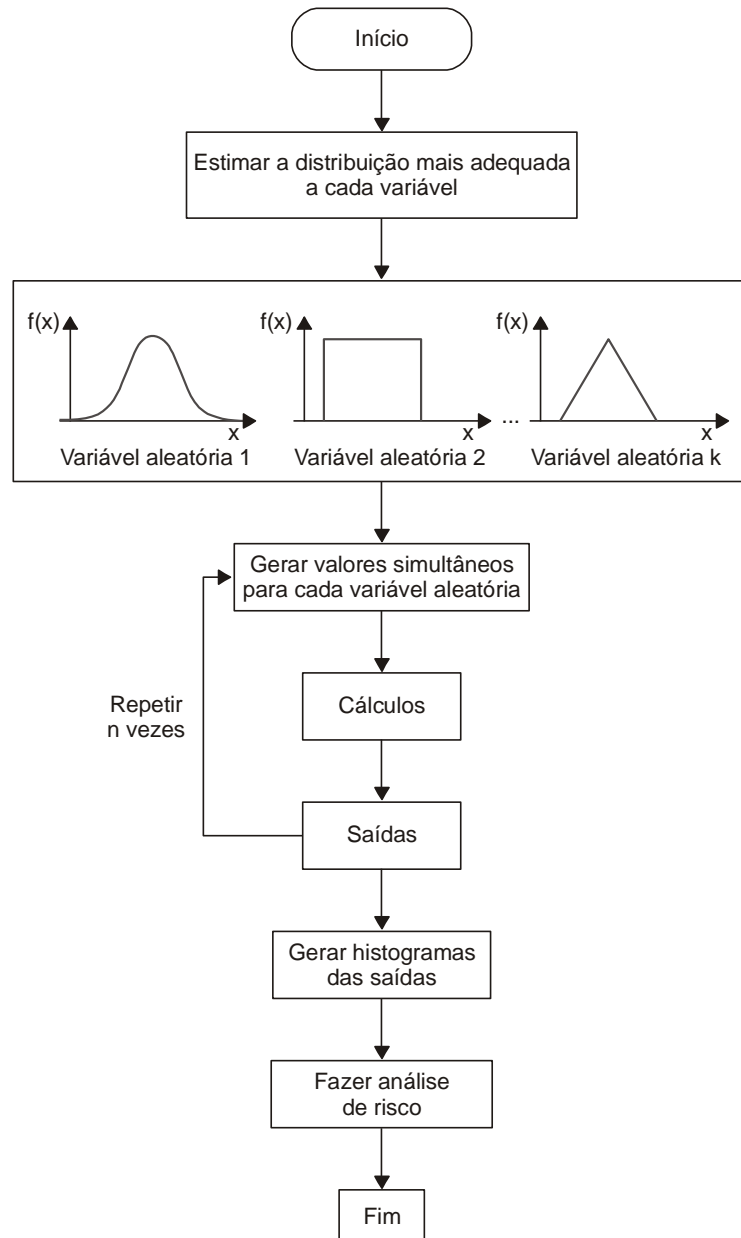 Início
Estimar a distribuição mais adequada
a cada variável
f(x)
x
Variável aleatória 1
f(x)
x
Variável aleatória 2
...
f(x)
x
Variável aleatória k
Gerar valores simultâneos
para cada variável aleatória
Repetir
n vezes
Cálculos
Saídas
Gerar histogramas
das saídas
Fazer análise
de risco
Fim